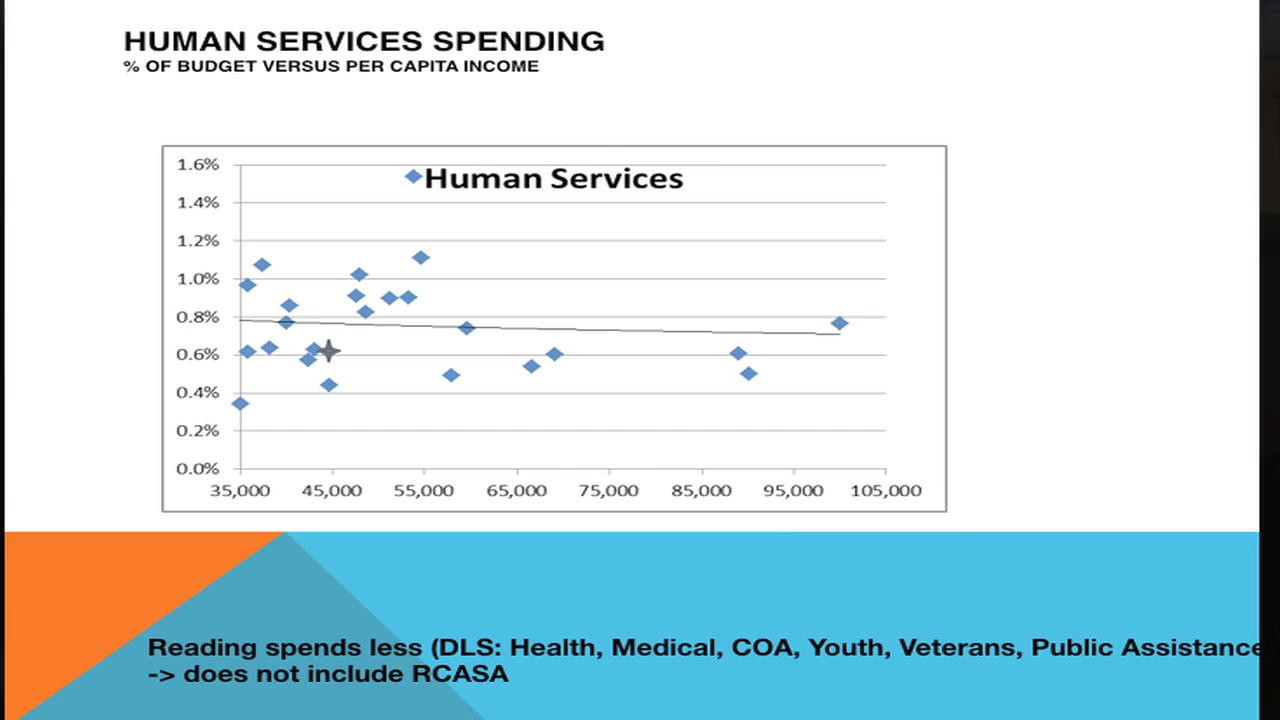 HUMAN SERVICES SPENDING
% OF BUDGET VERSUS PER CAPITA INCOME
Human Services
1.6%
1.4%
1.2%
1.0%
0.8%
0.6%
0.4%
0.2%
0.0%
35,000 45,000 55,000 65,000 75,000 85,000 95,000 105,000
Reading spends less (DLS: Health, Medical, COA, Youth, Veterans, Public Assistance
-> does not include RCASA